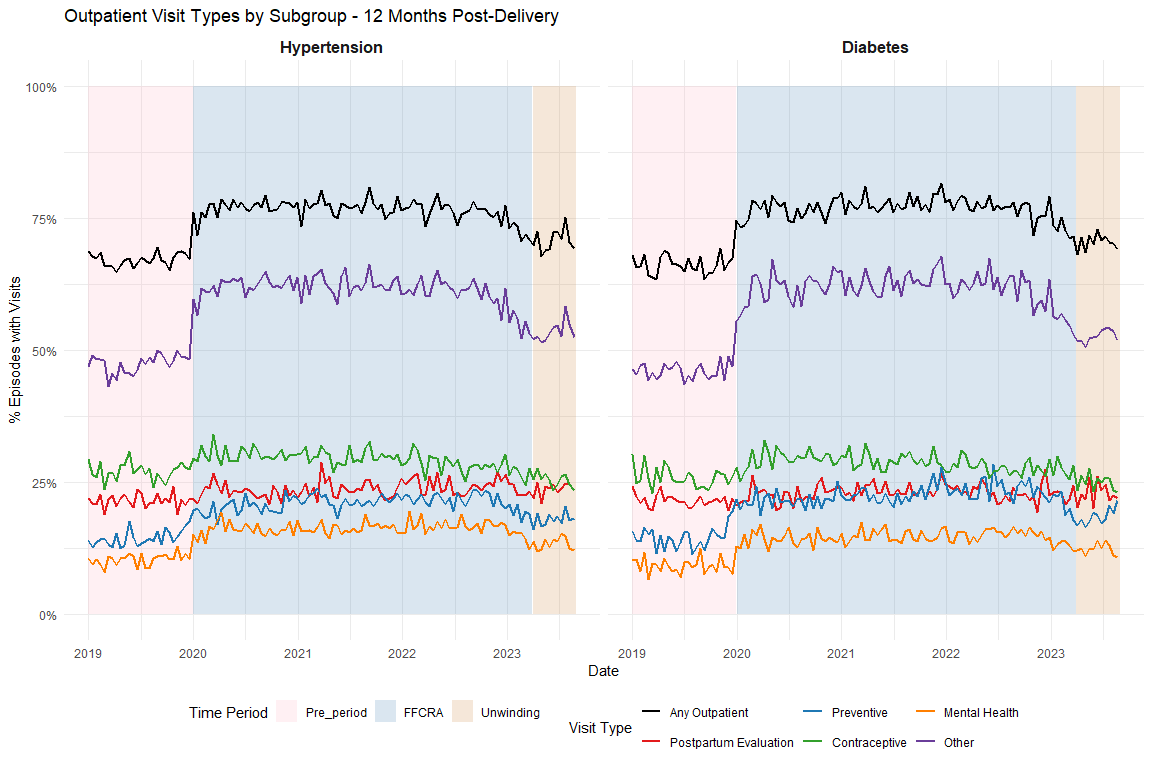 Outpatient Visit Types by Subgroup - 12 Months Post-Delivery
Hypertension
Diabetes
% Episodes with Visits
100%
75%
50%
25%
0%
2019 2020 2021 2022 2023
2019 2020 2021 2022 2023
Date
Time Period Pre_period FFCRA Unwinding
Visit Type
Any Outpatient Preventive Mental Health
Postpartum Evaluation Contraceptive Other